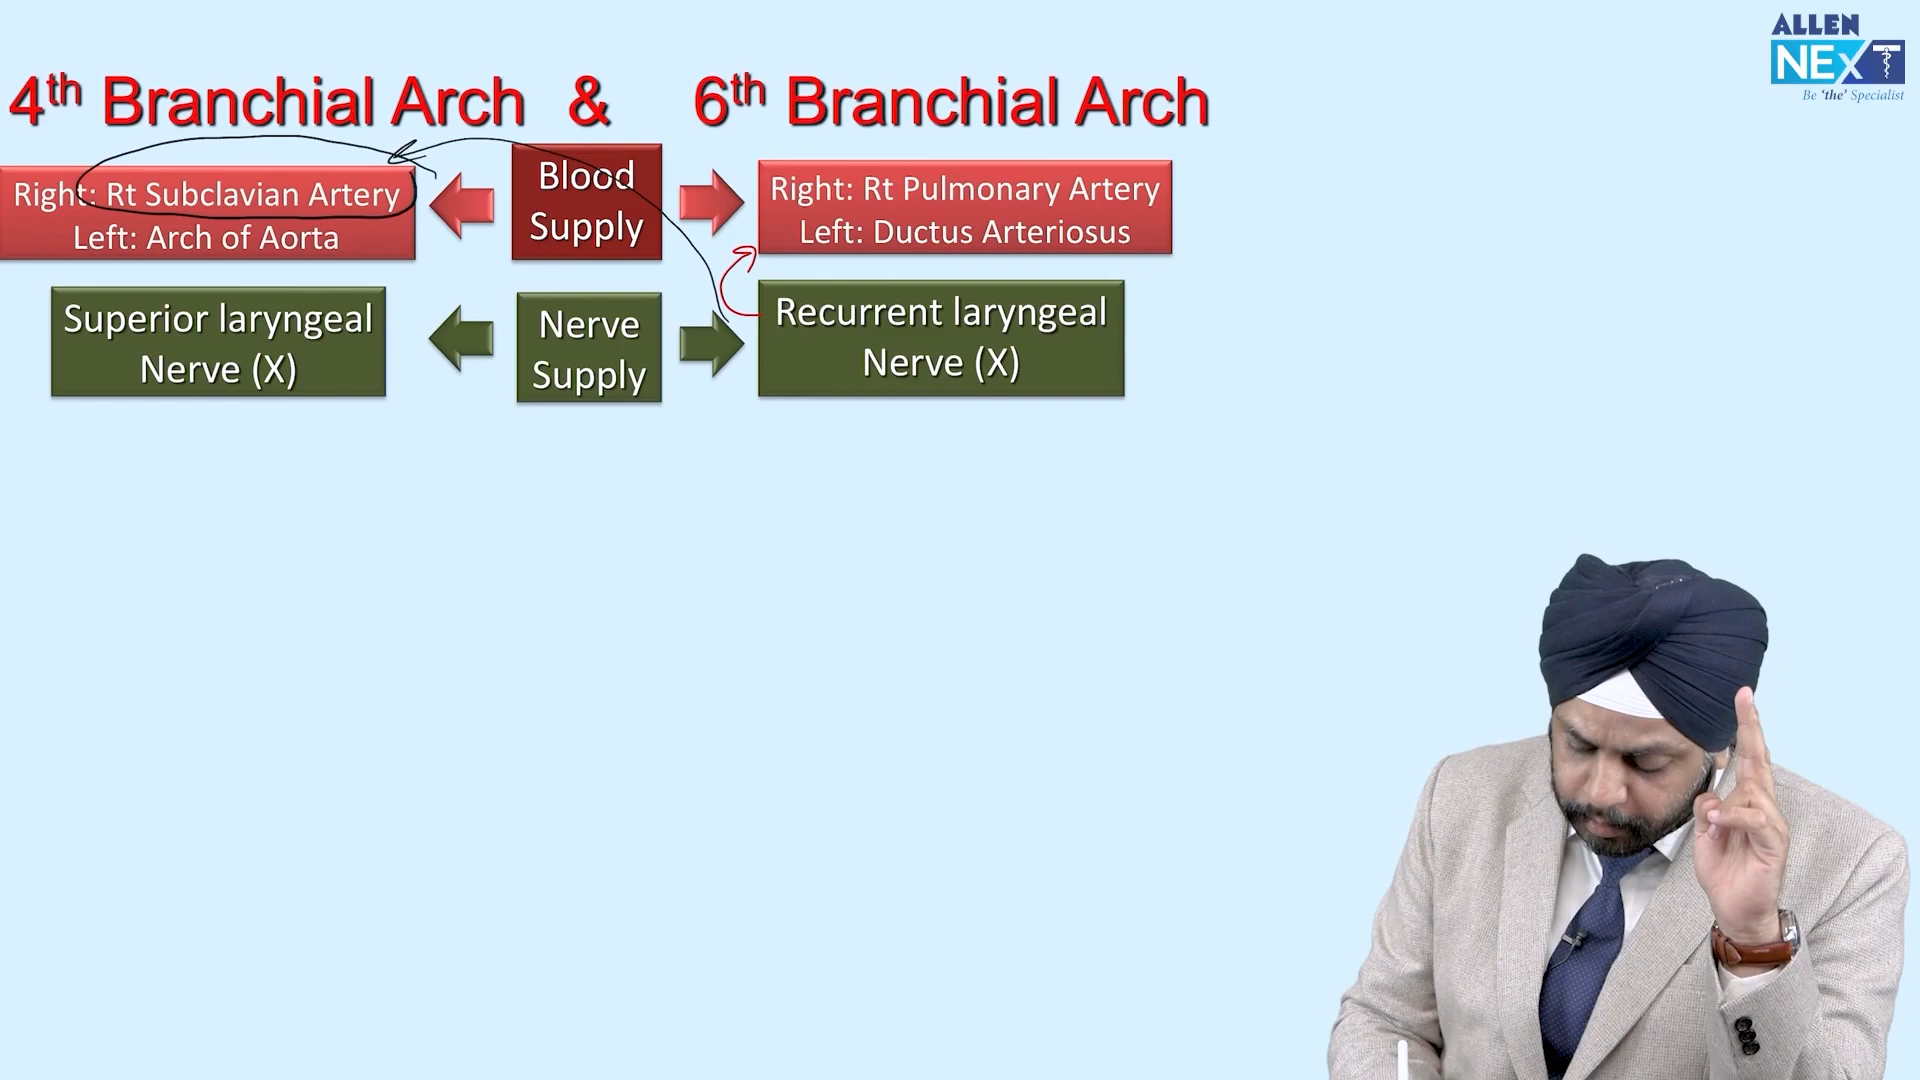 ALLEN
NEXT
Be 'the' Specialist
4th Branchial Arch & 6th Branchial Arch
Right: Rt Subclavian Artery
Left: Arch of Aorta
Blood
Supply
Right: Rt Pulmonary Artery
Left: Ductus Arteriosus
Superior laryngeal
Nerve (X)
Nerve
Supply
Recurrent laryngeal
Nerve (X)